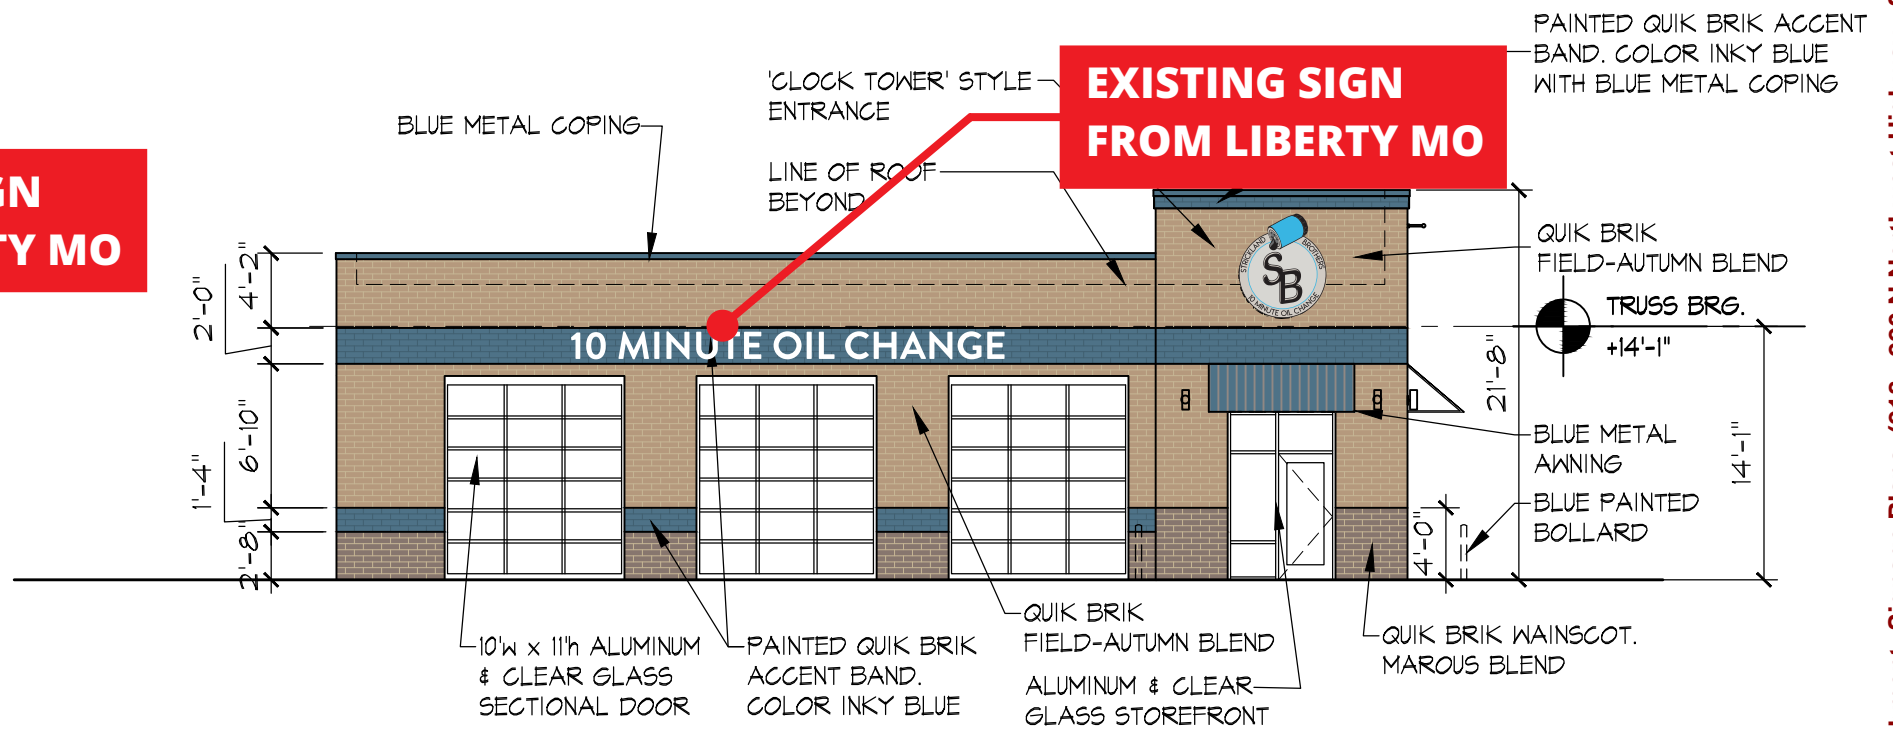 PAINTED QUIK BRIK ACCENT
BAND. COLOR INKY BLUE
WITH BLUE METAL COPING
'CLOCK TOWER' STYLE
ENTRANCE
EXISTING SIGN
FROM LIBERTY MO
BLUE METAL COPING
LINE OF ROOF
BEYOND
GN
TY MO
QUIK BRIK
FIELD-AUTUMN BLEND
TRUSS BRG.
+14'-1"
STRICKLAND BROTHERS
SB
10 MINUTE OIL CHANGE
10 MINUTE OIL CHANGE
2'-0"
4'-2"
6'-10"
1'-4"
2'-8"
21'-8"
14'-1"
4'-0"
BLUE METAL
AWNING
BLUE PAINTED
BOLLARD
10'w x 11'h ALUMINUM
& CLEAR GLASS
SECTIONAL DOOR
PAINTED QUIK BRIK
ACCENT BAND.
COLOR INKY BLUE
QUIK BRIK
FIELD-AUTUMN BLEND
ALUMINUM & CLEAR
GLASS STOREFRONT
QUIK BRIK WAINSCOT.
MAROUS BLEND